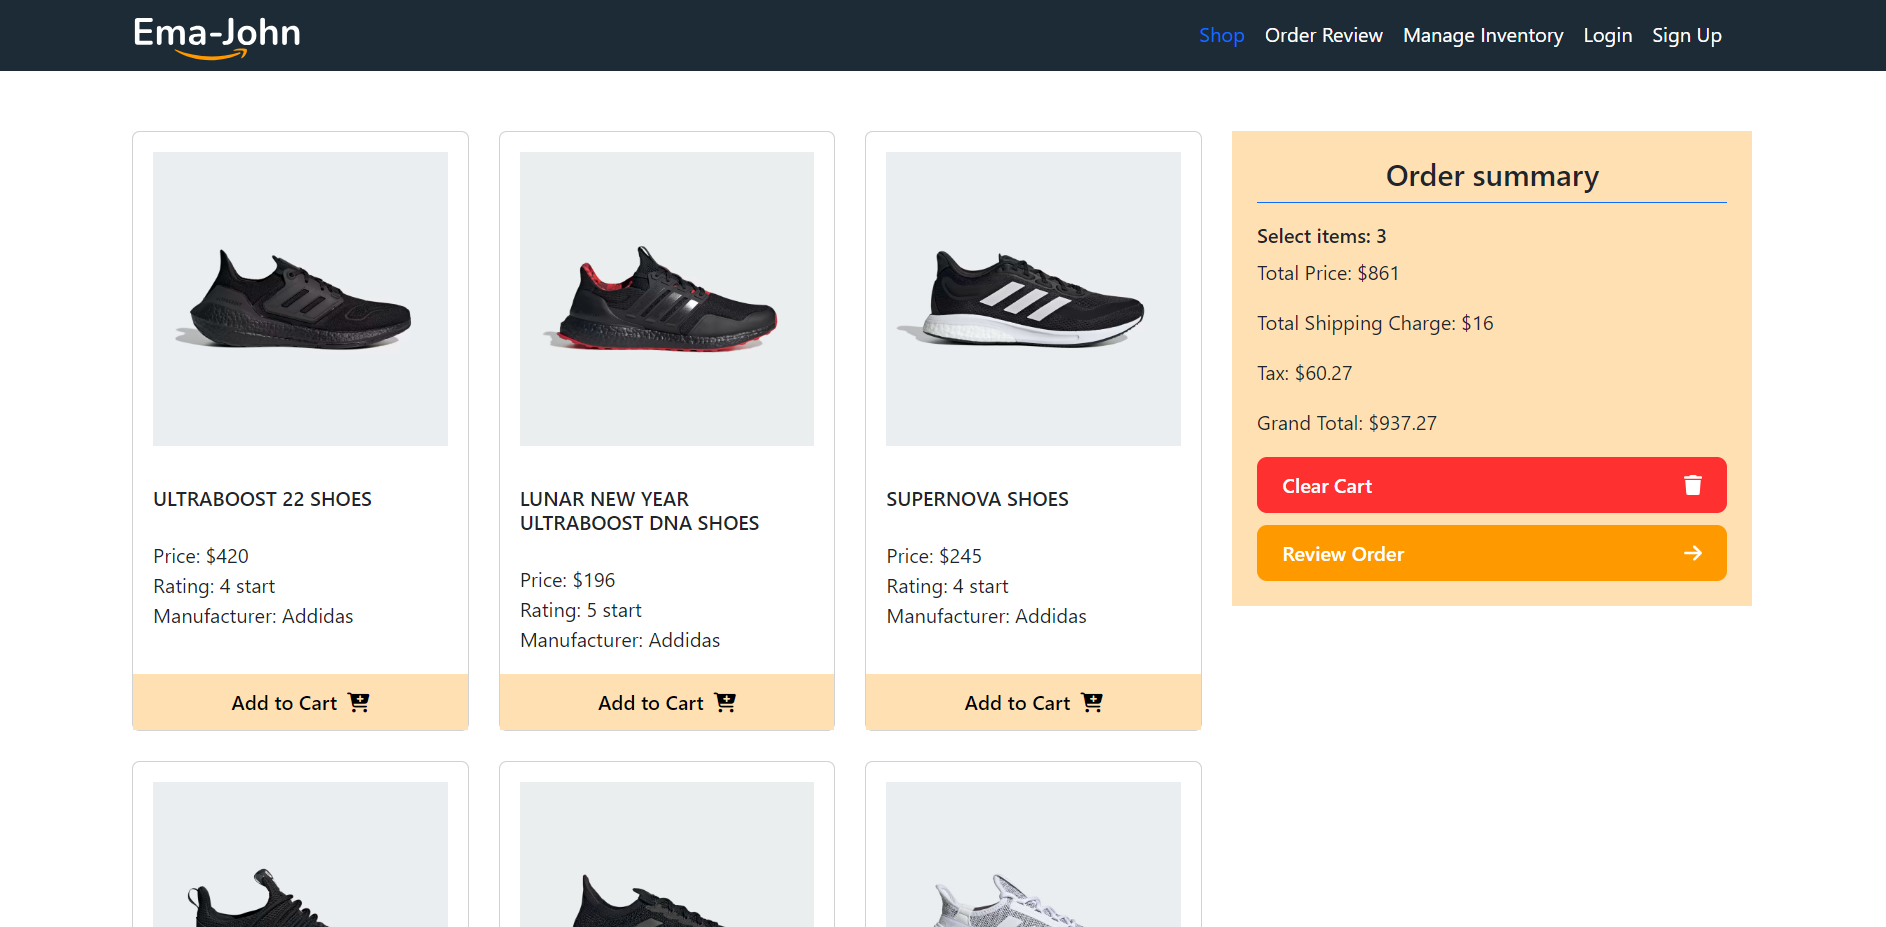 Ema-John
Shop Order Review Manage Inventory Login Sign Up
ULTRABOOST 22 SHOES
Price: $420
Rating: 4 start
Manufacturer: Addidas
Add to Cart
LUNAR NEW YEAR
ULTRABOOST DNA SHOES
Price: $196
Rating: 5 start
Manufacturer: Addidas
Add to Cart
SUPERNOVA SHOES
Price: $245
Rating: 4 start
Manufacturer: Addidas
Add to Cart
Order summary
Select items: 3
Total Price: $861
Total Shipping Charge: $16
Tax: $60.27
Grand Total: $937.27
Clear Cart
Review Order